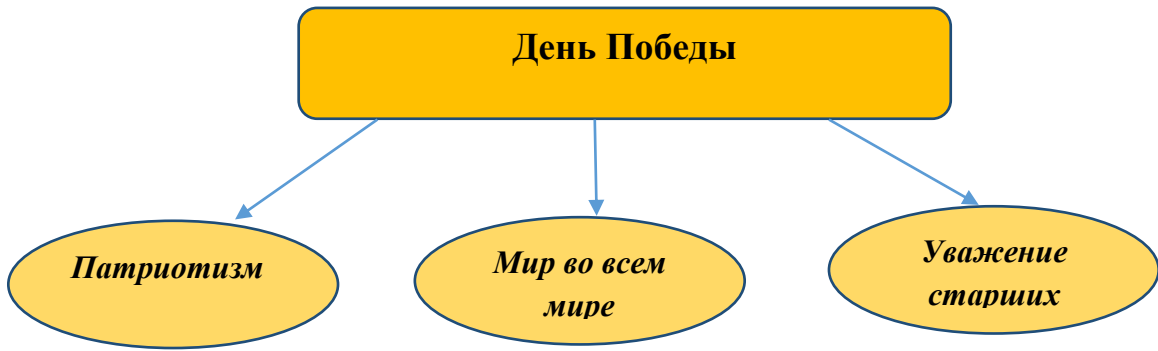 День Победы
Патриотизм
Мир во всем
мире
Уважение
старших